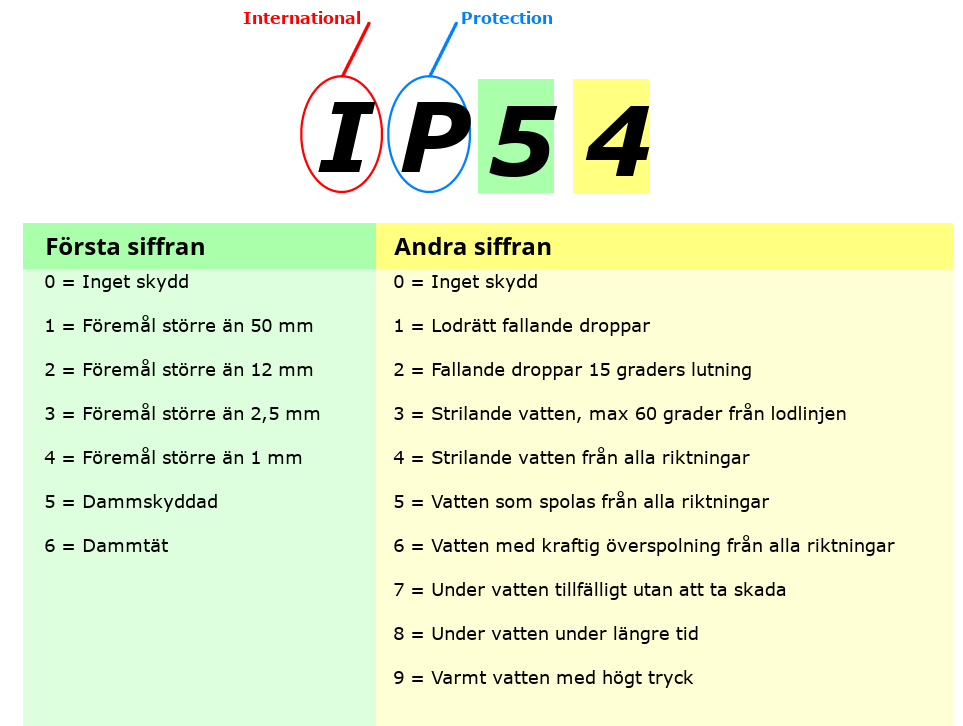 International Protection
IP54
Första siffran
0 = Inget skydd
1 = Föremål större än 50 mm
2 = Föremål större än 12 mm
3 = Föremål större än 2,5 mm
4 = Föremål större än 1 mm
5 = Dammskyddad
6 = Dammtät
Andra siffran
0 = Inget skydd
1 = Lodrätt fallande droppar
2 = Fallande droppar 15 graders lutning
3 = Strilande vatten, max 60 grader från lodlinjen
4 = Strilande vatten från alla riktningar
5 = Vatten som spolas från alla riktningar
6 = Vatten med kraftig överspolning från alla riktningar
7 = Under vatten tillfälligt utan att ta skada
8 = Under vatten under längre tid
9 = Varmt vatten med högt tryck